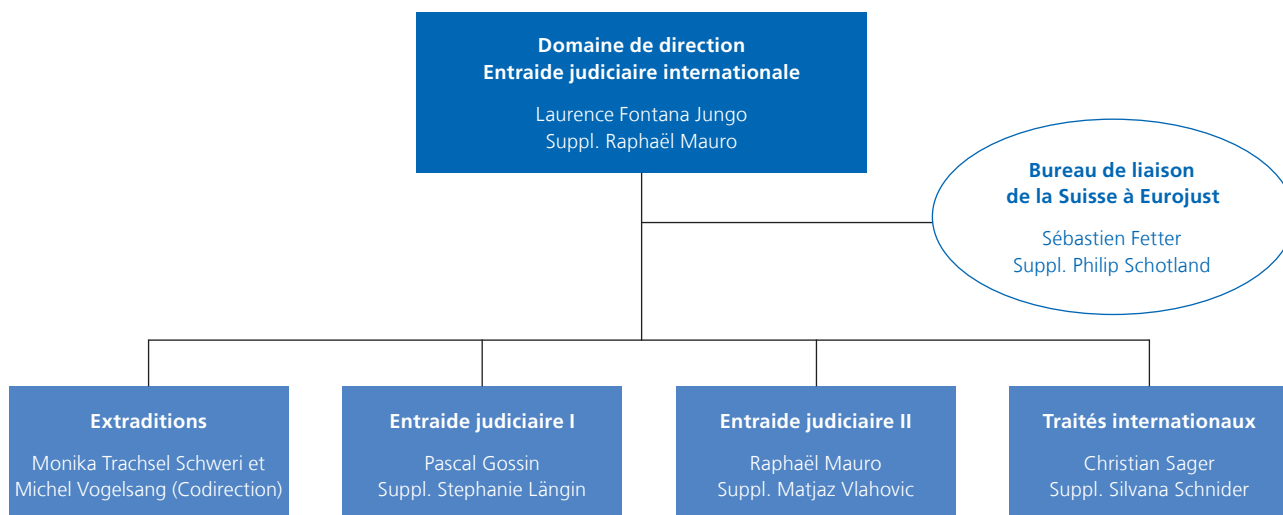 Domaine de direction
Entraide judiciaire internationale
Laurence Fontana Jungo
Suppl. Raphaël Mauro
Bureau de liaison
de la Suisse à Eurojust
Sébastien Fetter
Suppl. Philip Schotland
Extraditions
Monika Trachsel Schweri et
Michel Vogelsang (Codirection)
Entraide judiciaire I
Pascal Gossin
Suppl. Stephanie Längin
Entraide judiciaire II
Raphaël Mauro
Suppl. Matjaz Vlahovic
Traités internationaux
Christian Sager
Suppl. Silvana Schnider